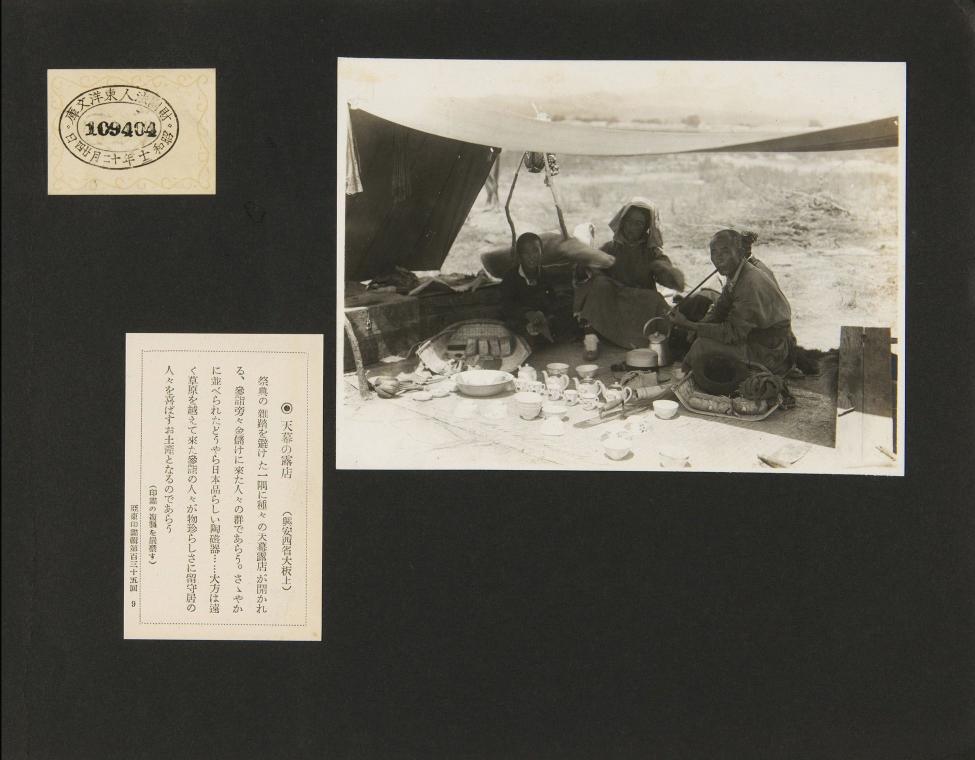 財團法人東洋文庫
109404
昭和十年十二月廿四日
◉ 天幕の露店 (興安西省大板上)
祭典の雜踏を避けた一隅に種々の天幕露店が開かれ
る、參詣旁々金儲けに來た人々の群であらう。さゝやか
に並べられたどうやら日本品らしい陶磁器……大方は遠
く草原を越えて來た參詣の人々が物珍らしさに留守居の
人々を喜ばすお土産となるのであらう
(印畫の複製を嚴禁す)
亞東印畫輯第百三十五回 9